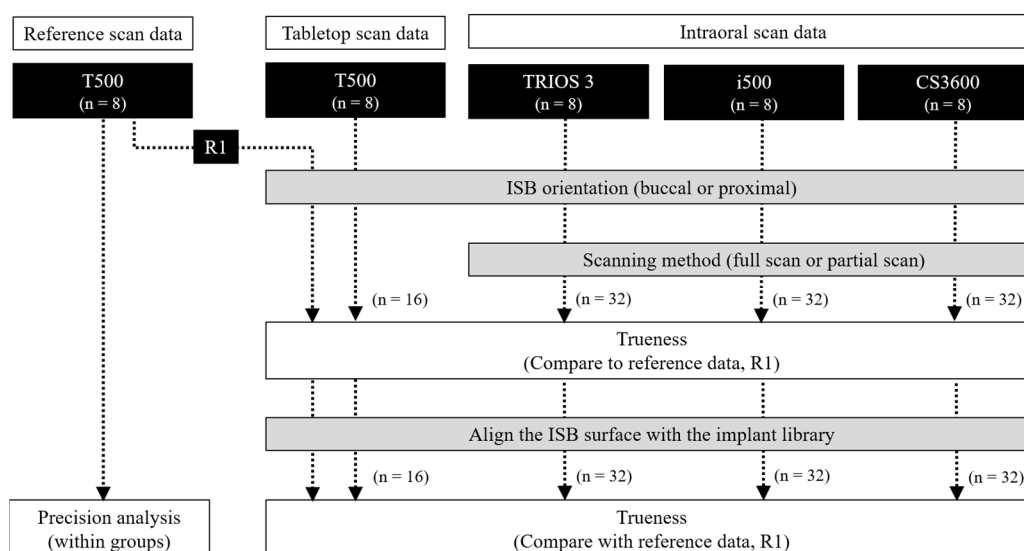 Reference scan data
Tabletop scan data
Intraoral scan data
T500
(n = 8)
T500
(n = 8)
TRIOS 3
(n = 8)
i500
(n = 8)
CS3600
(n = 8)
R1
ISB orientation (buccal or proximal)
Scanning method (full scan or partial scan)
(n = 16)
(n = 32)
(n = 32)
(n = 32)
Trueness
(Compare to reference data, R1)
Align the ISB surface with the implant library
(n = 16)
(n = 32)
(n = 32)
(n = 32)
Precision analysis
(within groups)
Trueness
(Compare with reference data, R1)